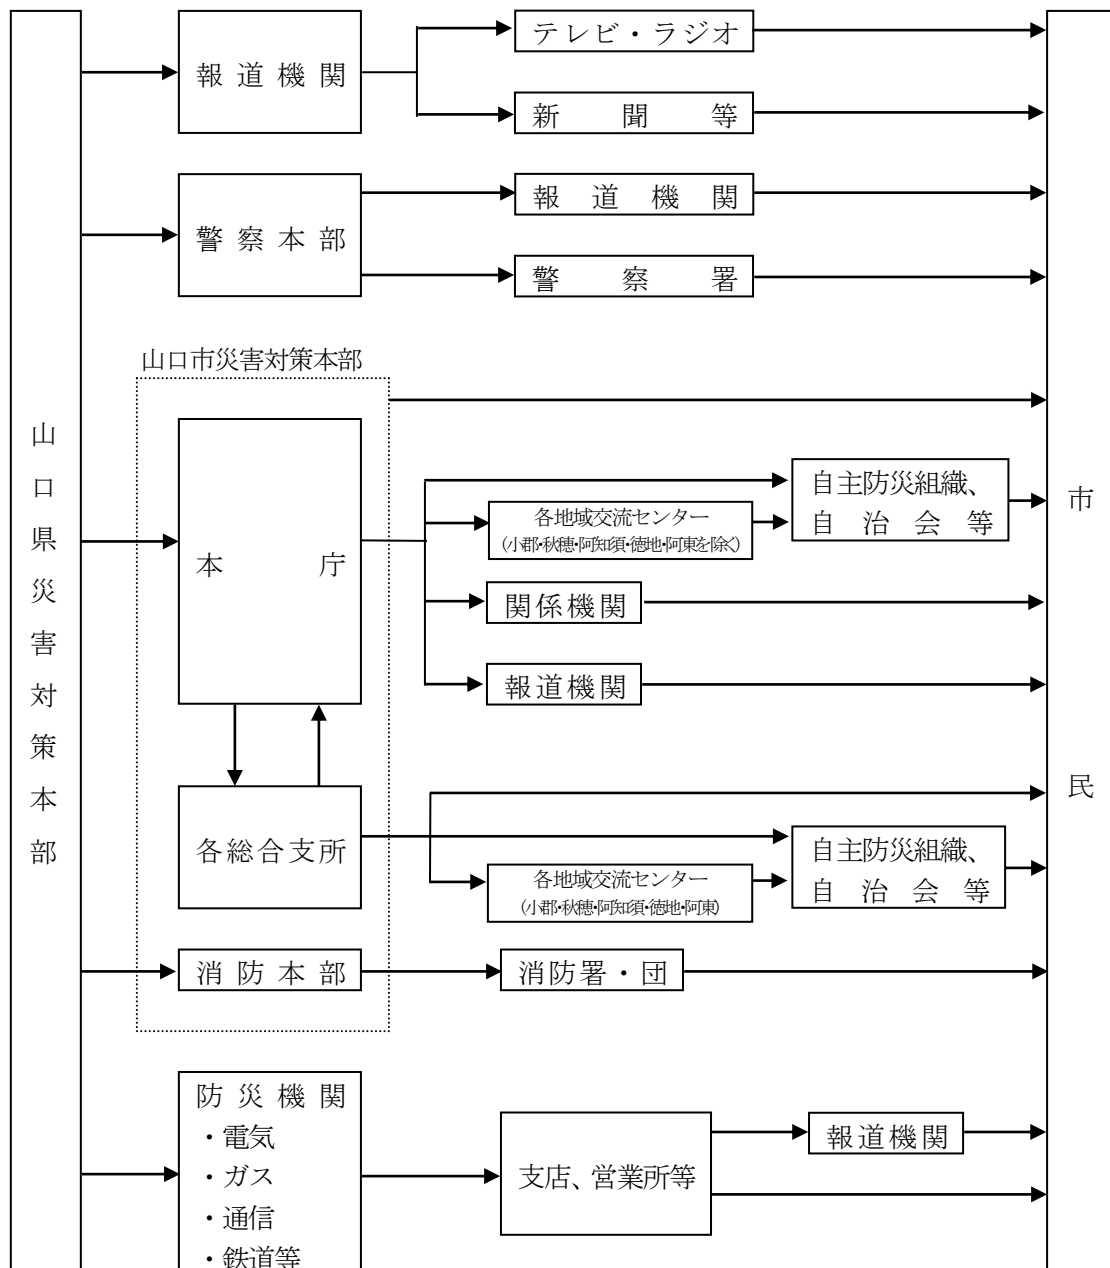 山口県災害対策本部
報道機関
テレビ・ラジオ
新聞等
警察本部
報道機関
警察署
山口市災害対策本部
本庁
自主防災組織、
自治会等
各地域交流センター
(小郡・秋穂・阿知須・徳地・阿東を除く)
関係機関
報道機関
各総合支所
自主防災組織、
自治会等
各地域交流センター
(小郡・秋穂・阿知須・徳地・阿東)
消防本部
消防署・団
防災機関
・電気
・ガス
・通信
・鉄道等
支店、営業所等
報道機関
市民